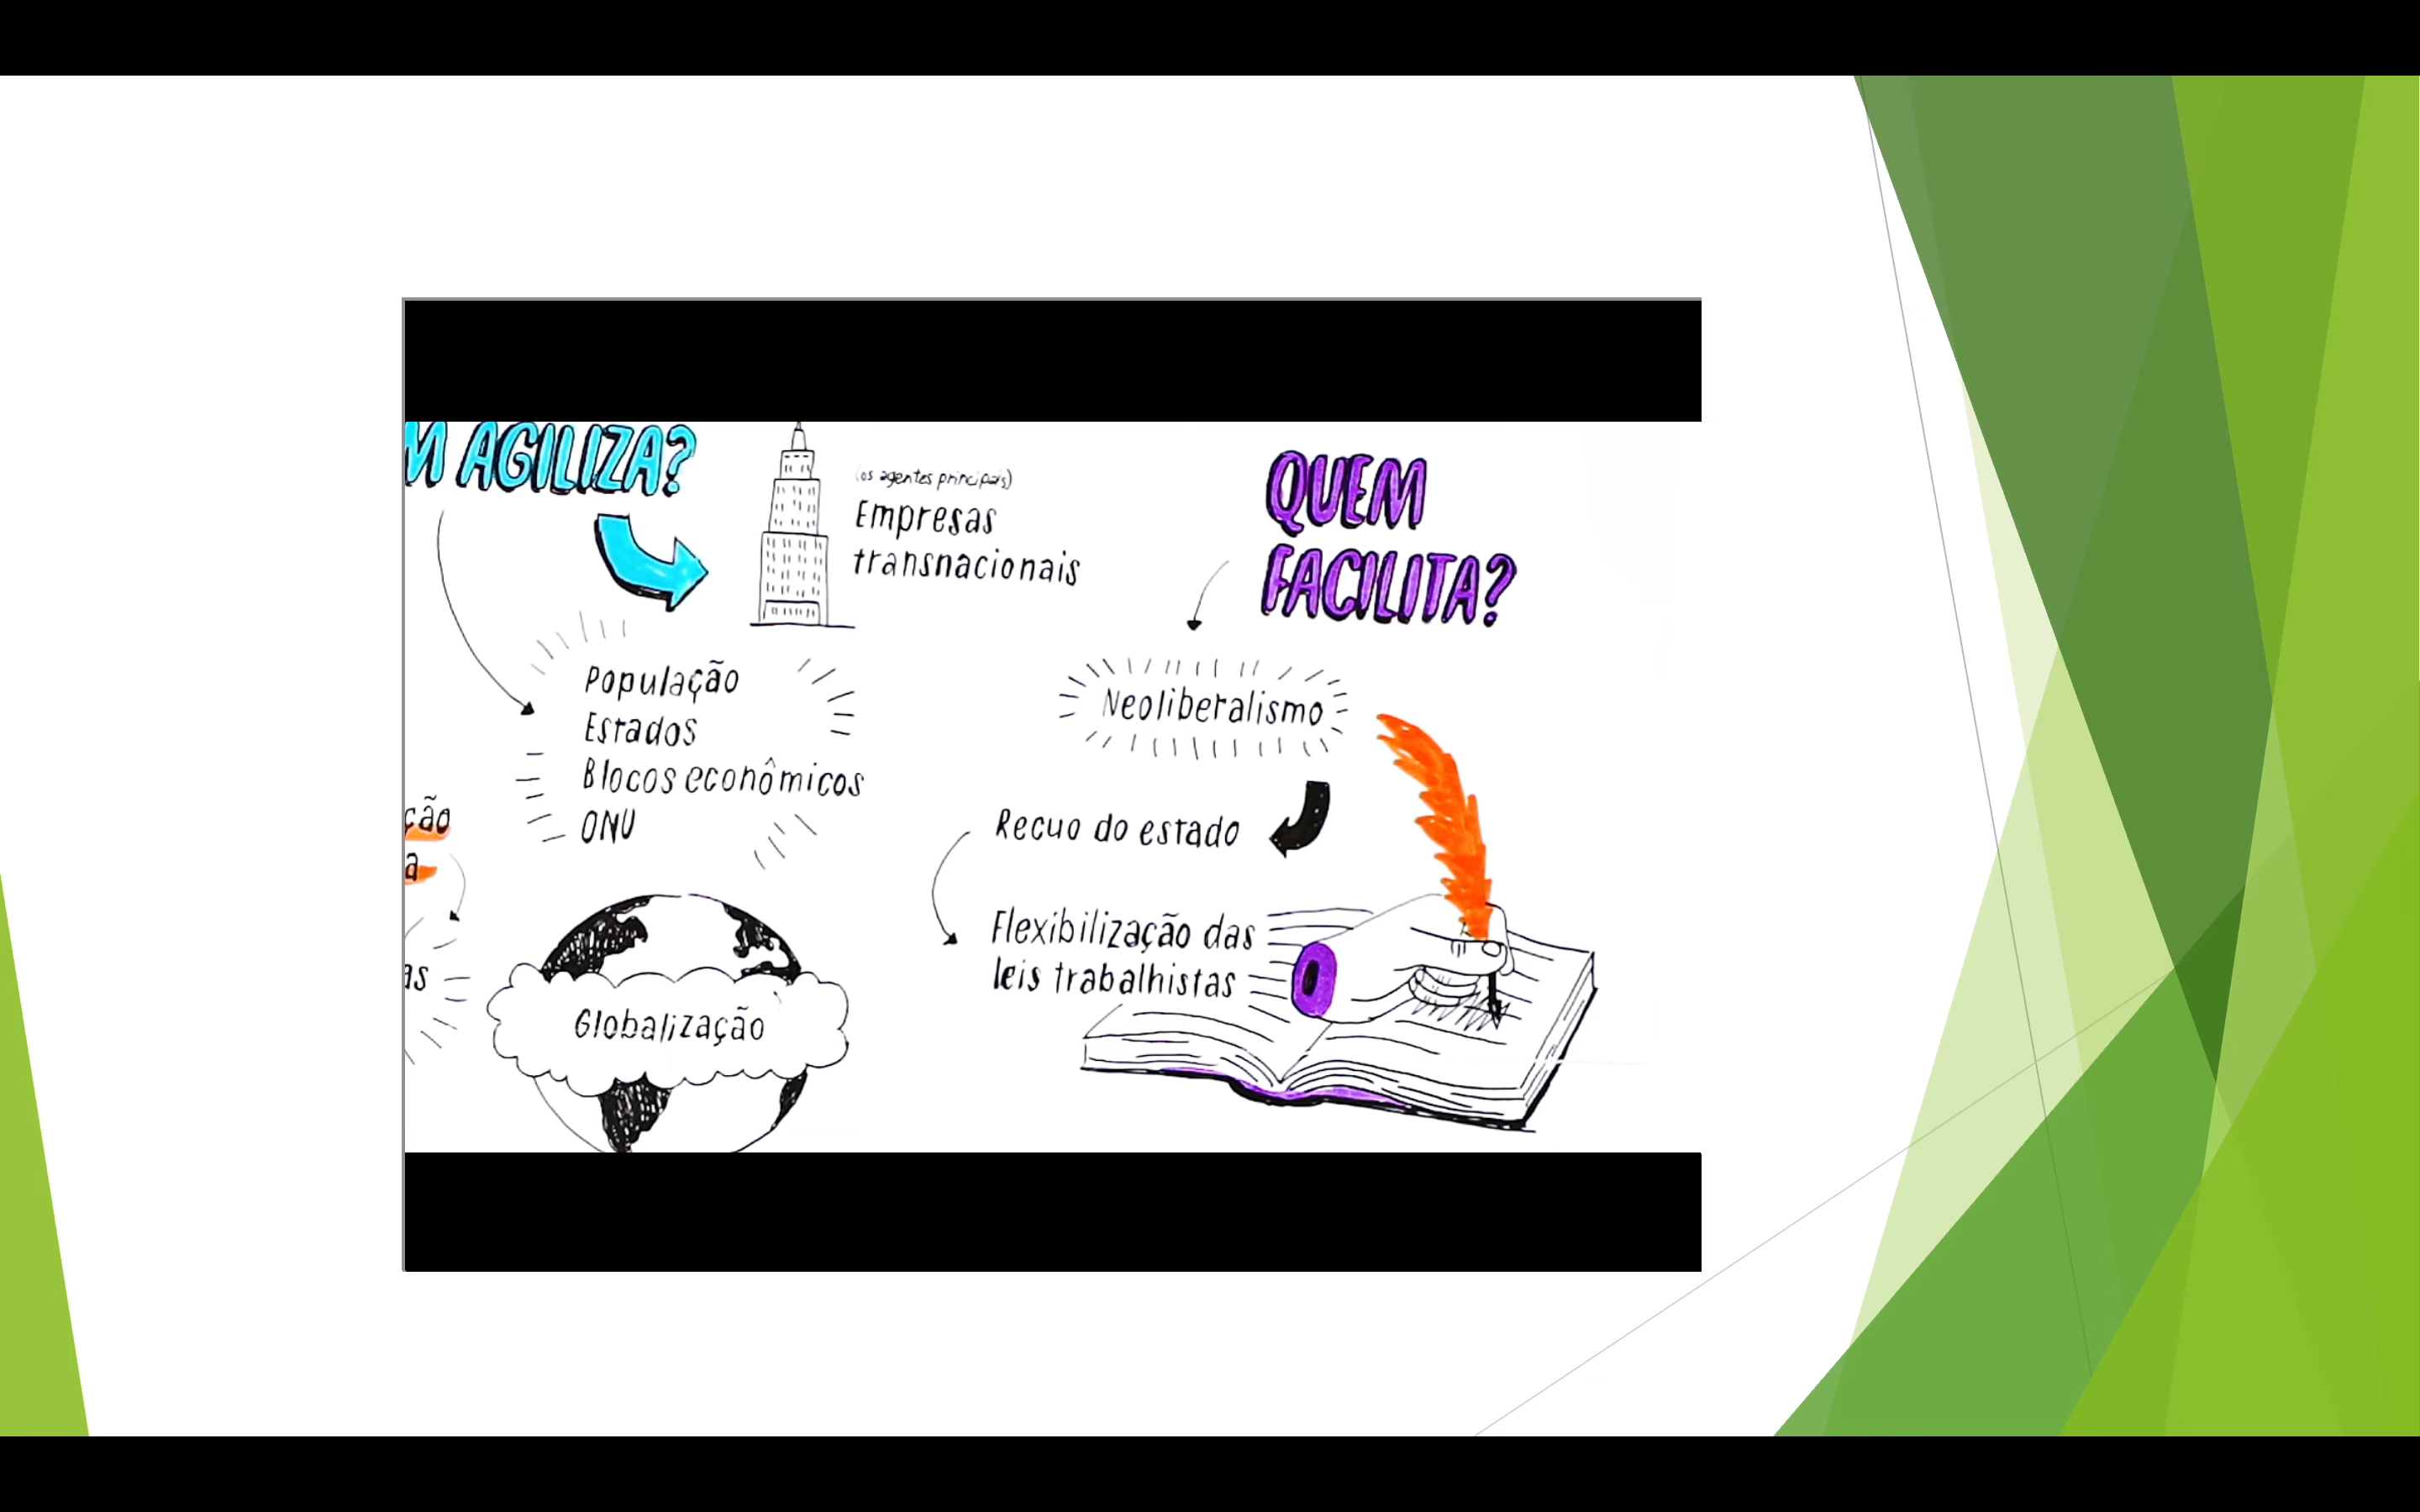 M AGILIZA?
(os agentes principais)
Empresas
transnacionais
População
Estados
Blocos econômicos
ONU
ção
a
as
Globalização
QUEM
FACILITA?
Neoliberalismo
Recuo do estado
Flexibilização das
leis trabalhistas